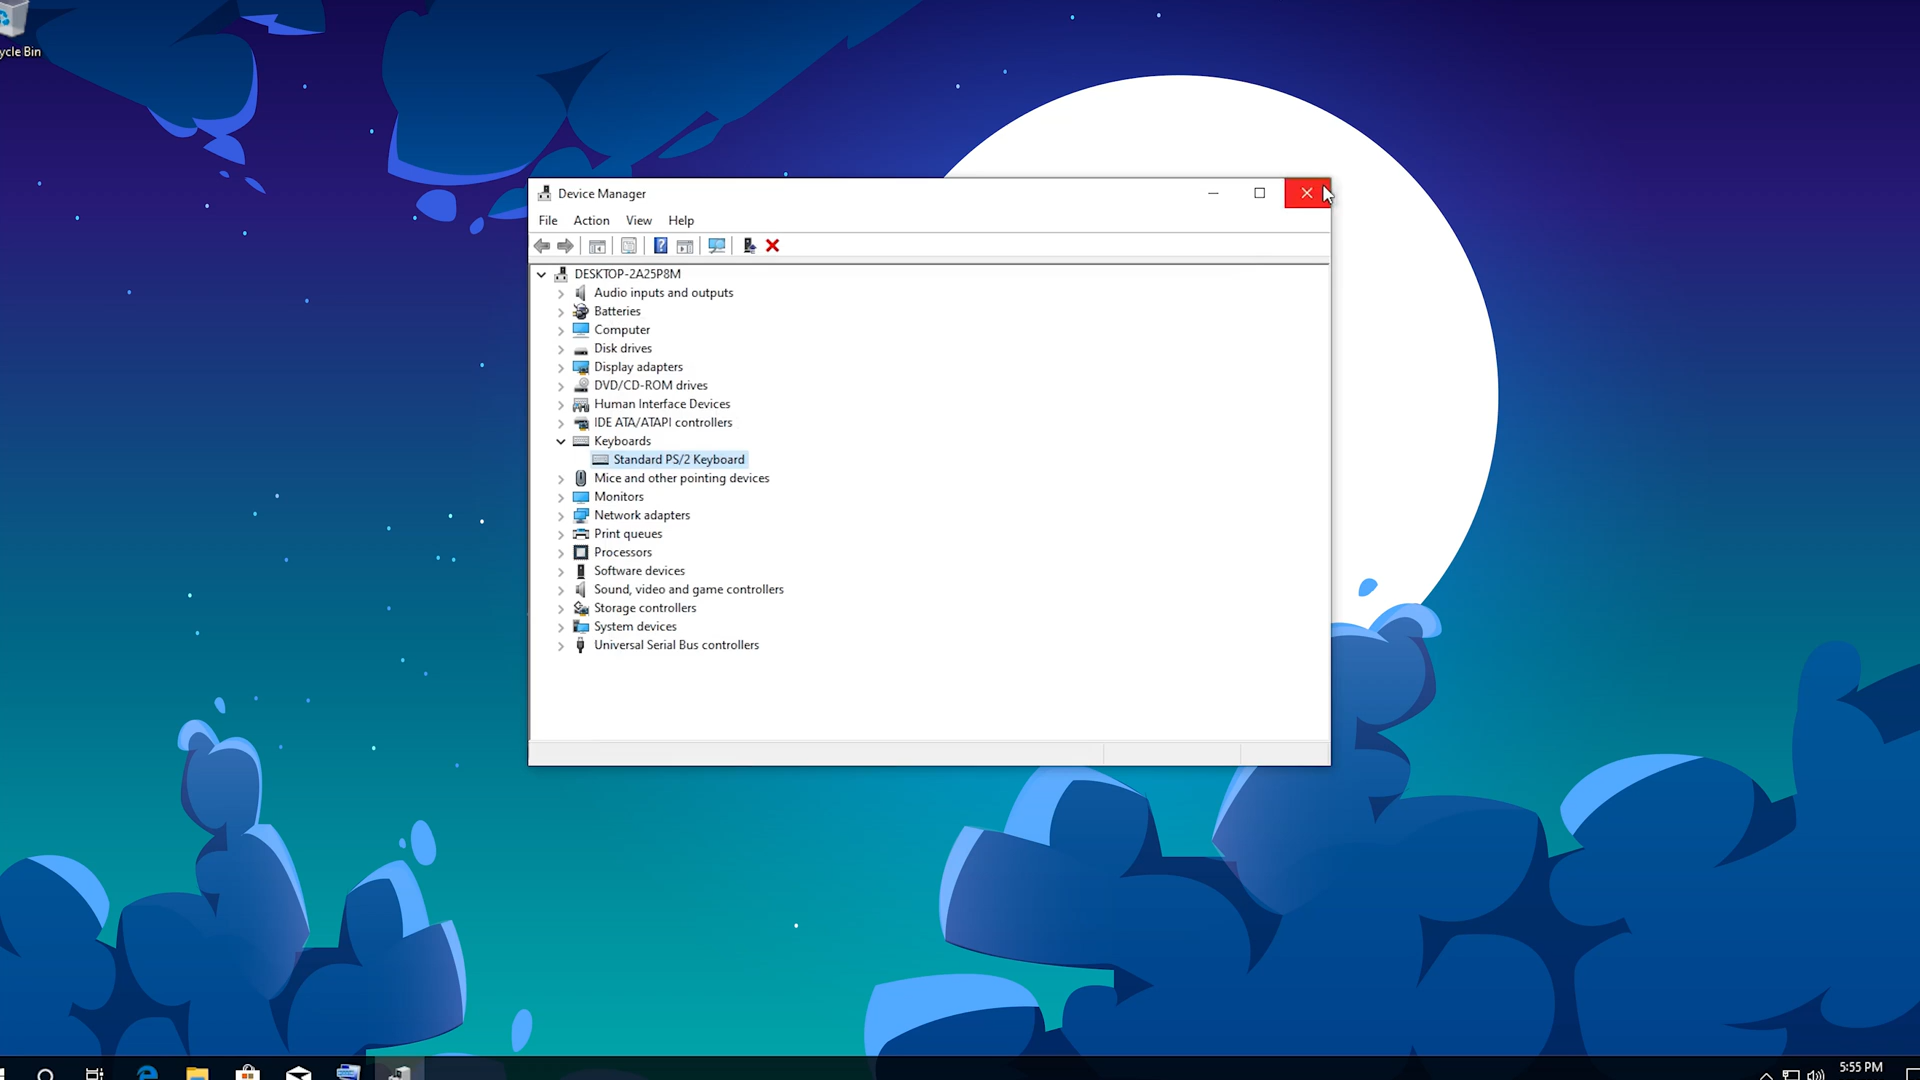 ycle Bin
Device Manager
File Action View Help
DESKTOP-2A25P8M
Audio inputs and outputs
Batteries
Computer
Disk drives
Display adapters
DVD/CD-ROM drives
Human Interface Devices
IDE ATA/ATAPI controllers
Keyboards
Standard PS/2 Keyboard
Mice and other pointing devices
Monitors
Network adapters
Print queues
Processors
Software devices
Sound, video and game controllers
Storage controllers
System devices
Universal Serial Bus controllers
5:55 PM